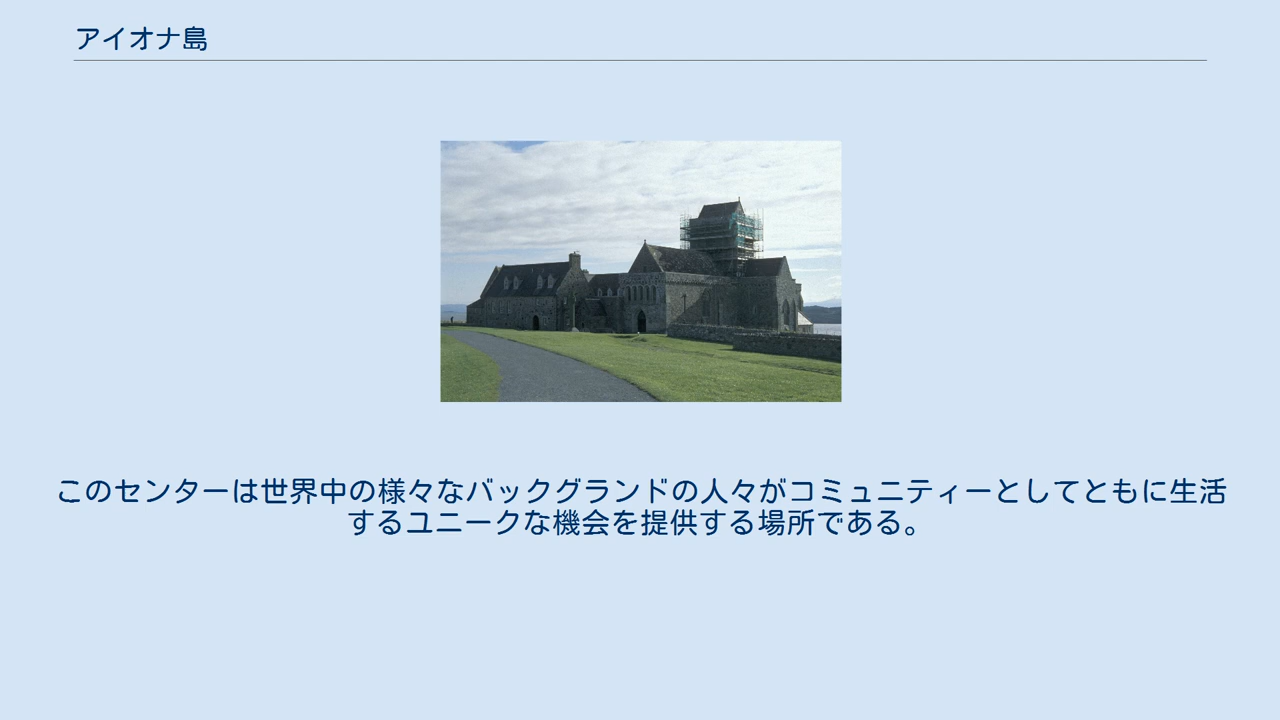 アイオナ島
このセンターは世界中の様々なバックグランドの人々がコミュニティーとしてともに生活
するユニークな機会を提供する場所である。